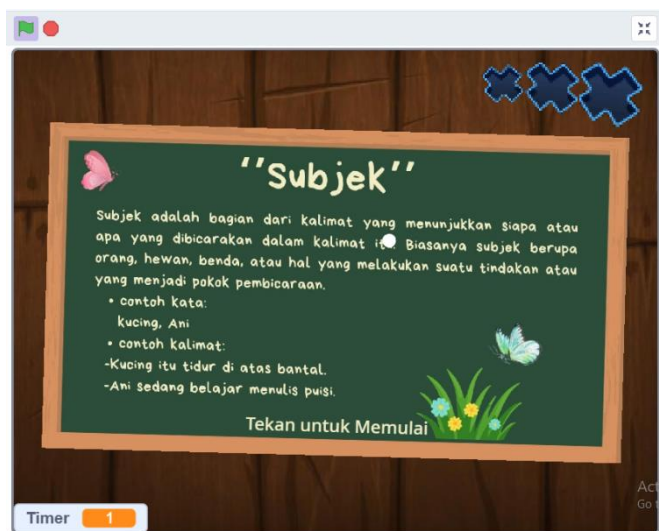 ‘‘Subjek’’
Subjek adalah bagian dari kalimat yang menunjukkan siapa atau
apa yang dibicarakan dalam kalimat Biasanya subjek berupa
orang, hewan, benda, atau hal yang melakukan suatu tindakan atau
yang menjadi pokok pembicaraan.
• contoh kata:
kucing, Ani
• contoh kalimat:
-Kucing itu tidur di atas bantal.
-Ani sedang belajar menulis puisi.
Tekan untuk Memulai
Timer 1